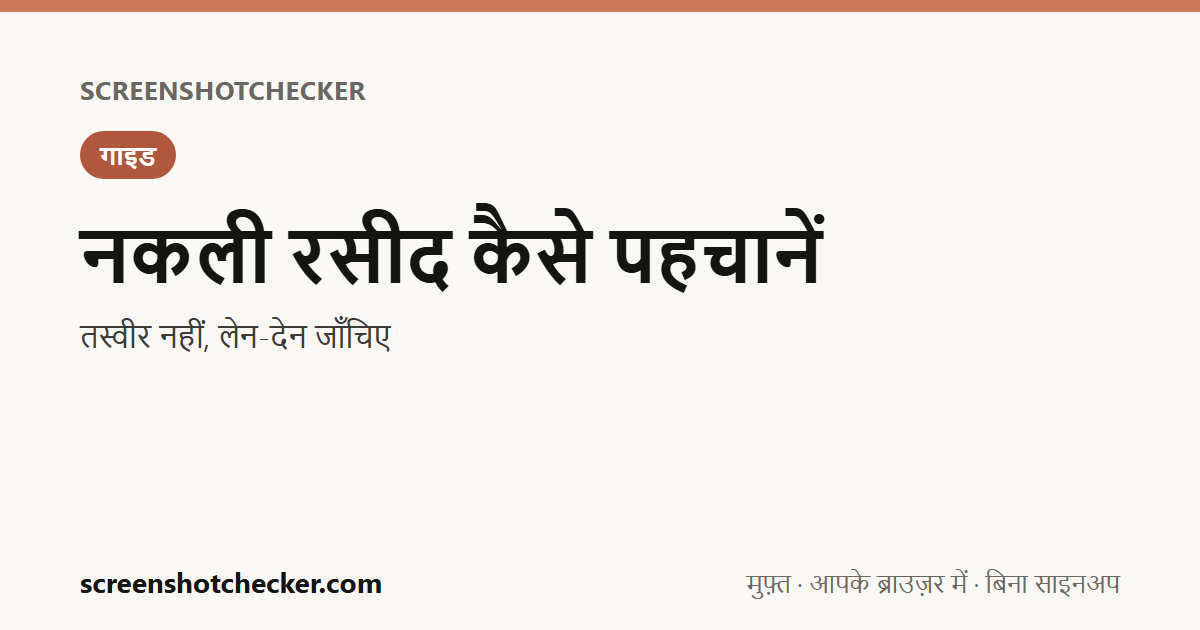 SCREENSHOTCHECKER
गाइड
नकली रसीद कैसे पहचानें
तस्वीर नहीं, लेन-देन जाँचिए
screenshotchecker.com
मुफ़्त · आपके ब्राउज़र में · बिना साइनअप